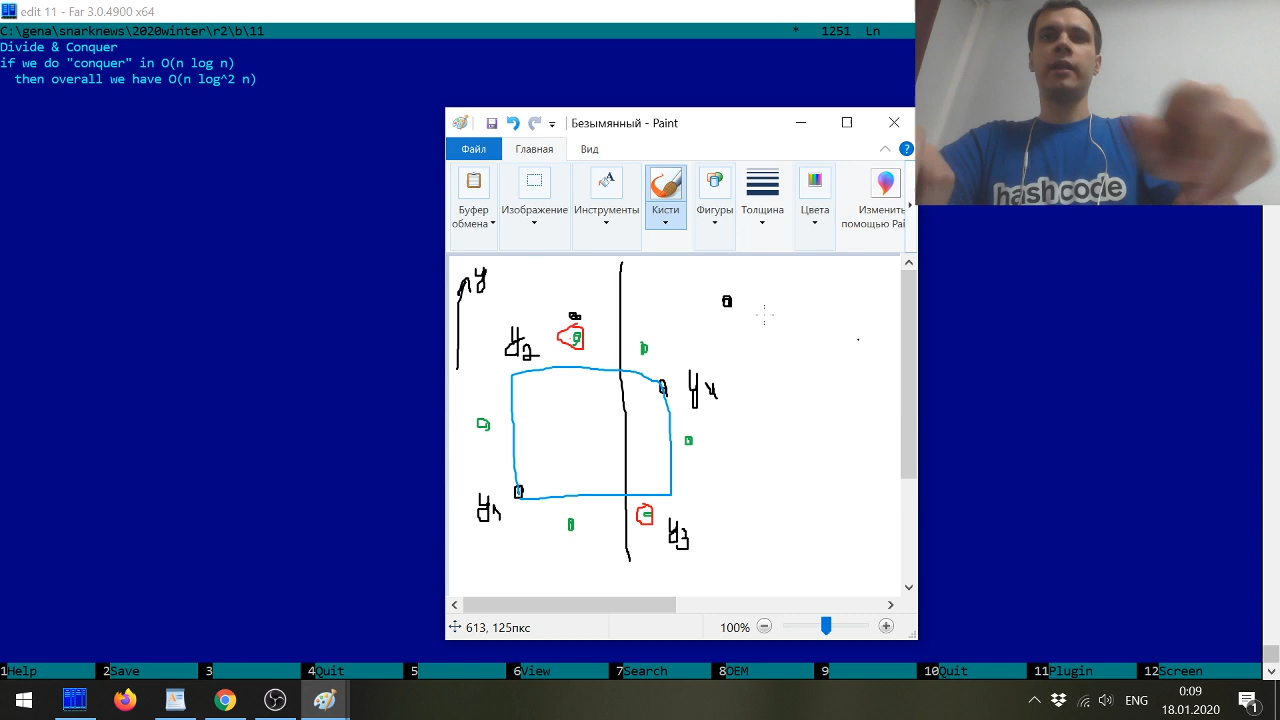 edit 11 - Far 3.0.4900 x64
C:\gena\snarknews\2020winter\r2\b\11 * 1251 Ln
Divide & Conquer
if we do "conquer" in O(n log n)
then overall we have O(n log^2 n)
hash code
Безымянный - Paint
Файл Главная Вид
Буфер обмена
Изображение
Инструменты
Кисти
Фигуры
Толщина
Цвета
Изменить
помощью Pai
y
y2
y3
613, 125пкс 100%
1Help 2Save 3 4Quit 5 6View 7Search 8OEM 9 10Quit 11Plugin 12Screen
ENG
0:09
18.01.2020
1